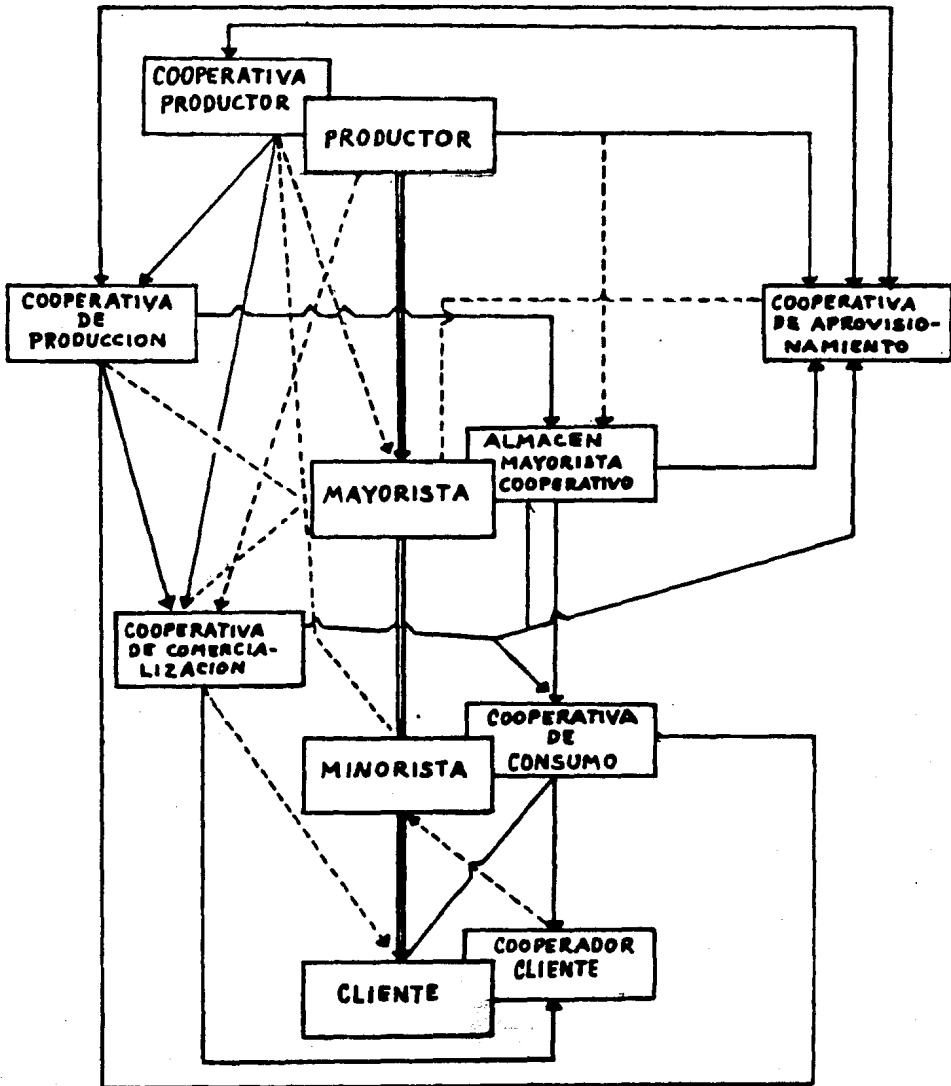 COOPERATIVA
PRODUCTOR
PRODUCTOR
COOPERATIVA
DE
PRODUCCION
COOPERATIVA
DE APROVISIO-
NAMIENTO
ALMACEN
MAYORISTA
COOPERATIVO
MAYORISTA
COOPERATIVA
DE COMERCIA-
LIZACION
COOPERATIVA
DE
CONSUMO
MINORISTA
COOPERADOR
CLIENTE
CLIENTE